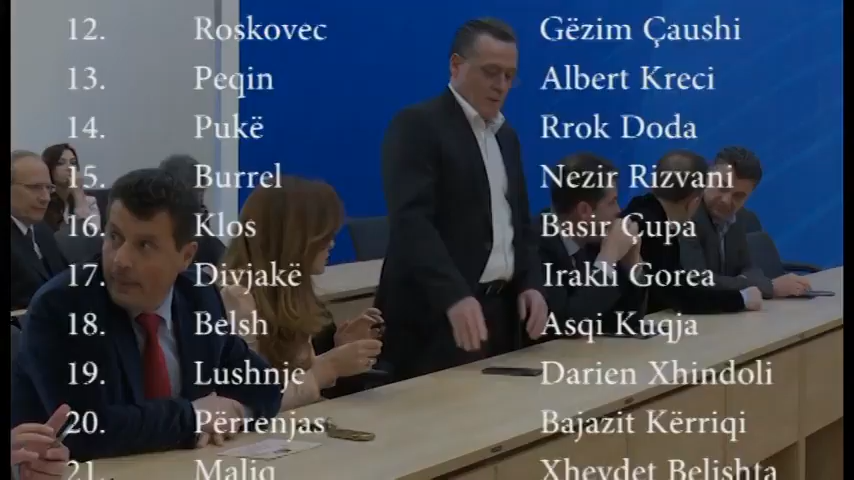 12. Roskovec Gëzim Çaushi
13. Peqin Albert Kreci
14. Pukë Rrok Doda
15. Burrel Nezir Rizvani
16. Klos Basir Çupa
17. Divjakë Irakli Gorea
18. Belsh Asqi Kuqja
19. Lushnje Darien Xhindoli
20. Përrenjas Bajazit Kërriqi
21. Maliq Xhevdet Belishta